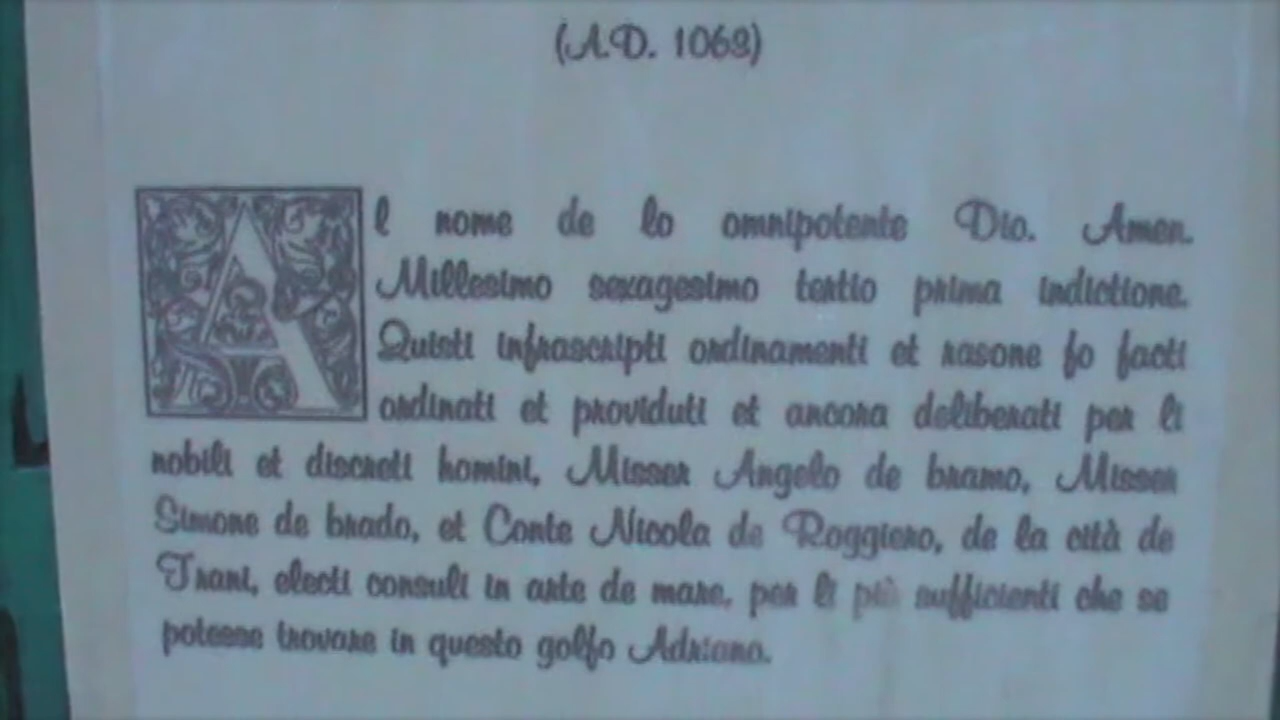 (A.D. 1063)
Al nome de lo omnipotente Dio. Amen.
Millesimo sexagesimo tertio prima indictione.
Quisti infrascripti ordinamenti et rasone fo facti
ordinati et providuti et ancora deliberati per li
nobili et discreti homini, Misser Angelo de bramo, Misser
Simone de brado, et Conte Nicola de Roggiero, de la cità de
Trani, electi consuli in arte de mare, per li più sufficienti che se
potesse trovare in questo golfo Adriano.